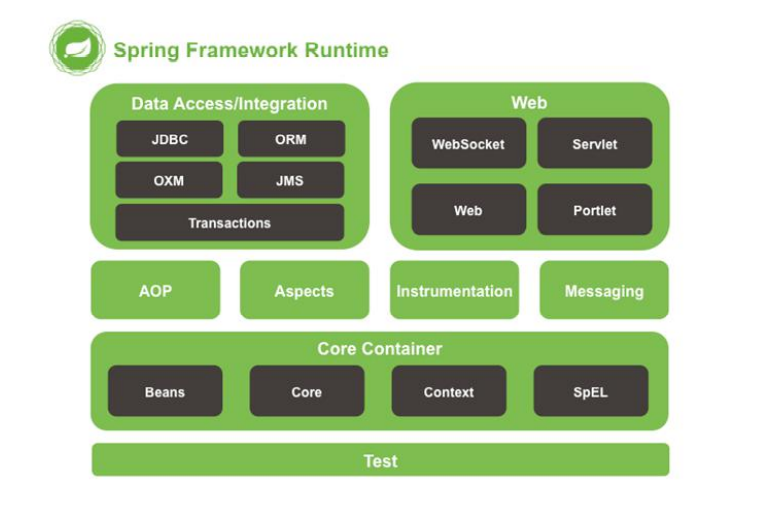 Spring Framework Runtime
Data Access/Integration
JDBC
ORM
OXM
JMS
Transactions
Web
WebSocket
Servlet
Web
Portlet
AOP
Aspects
Instrumentation
Messaging
Core Container
Beans
Core
Context
SpEL
Test